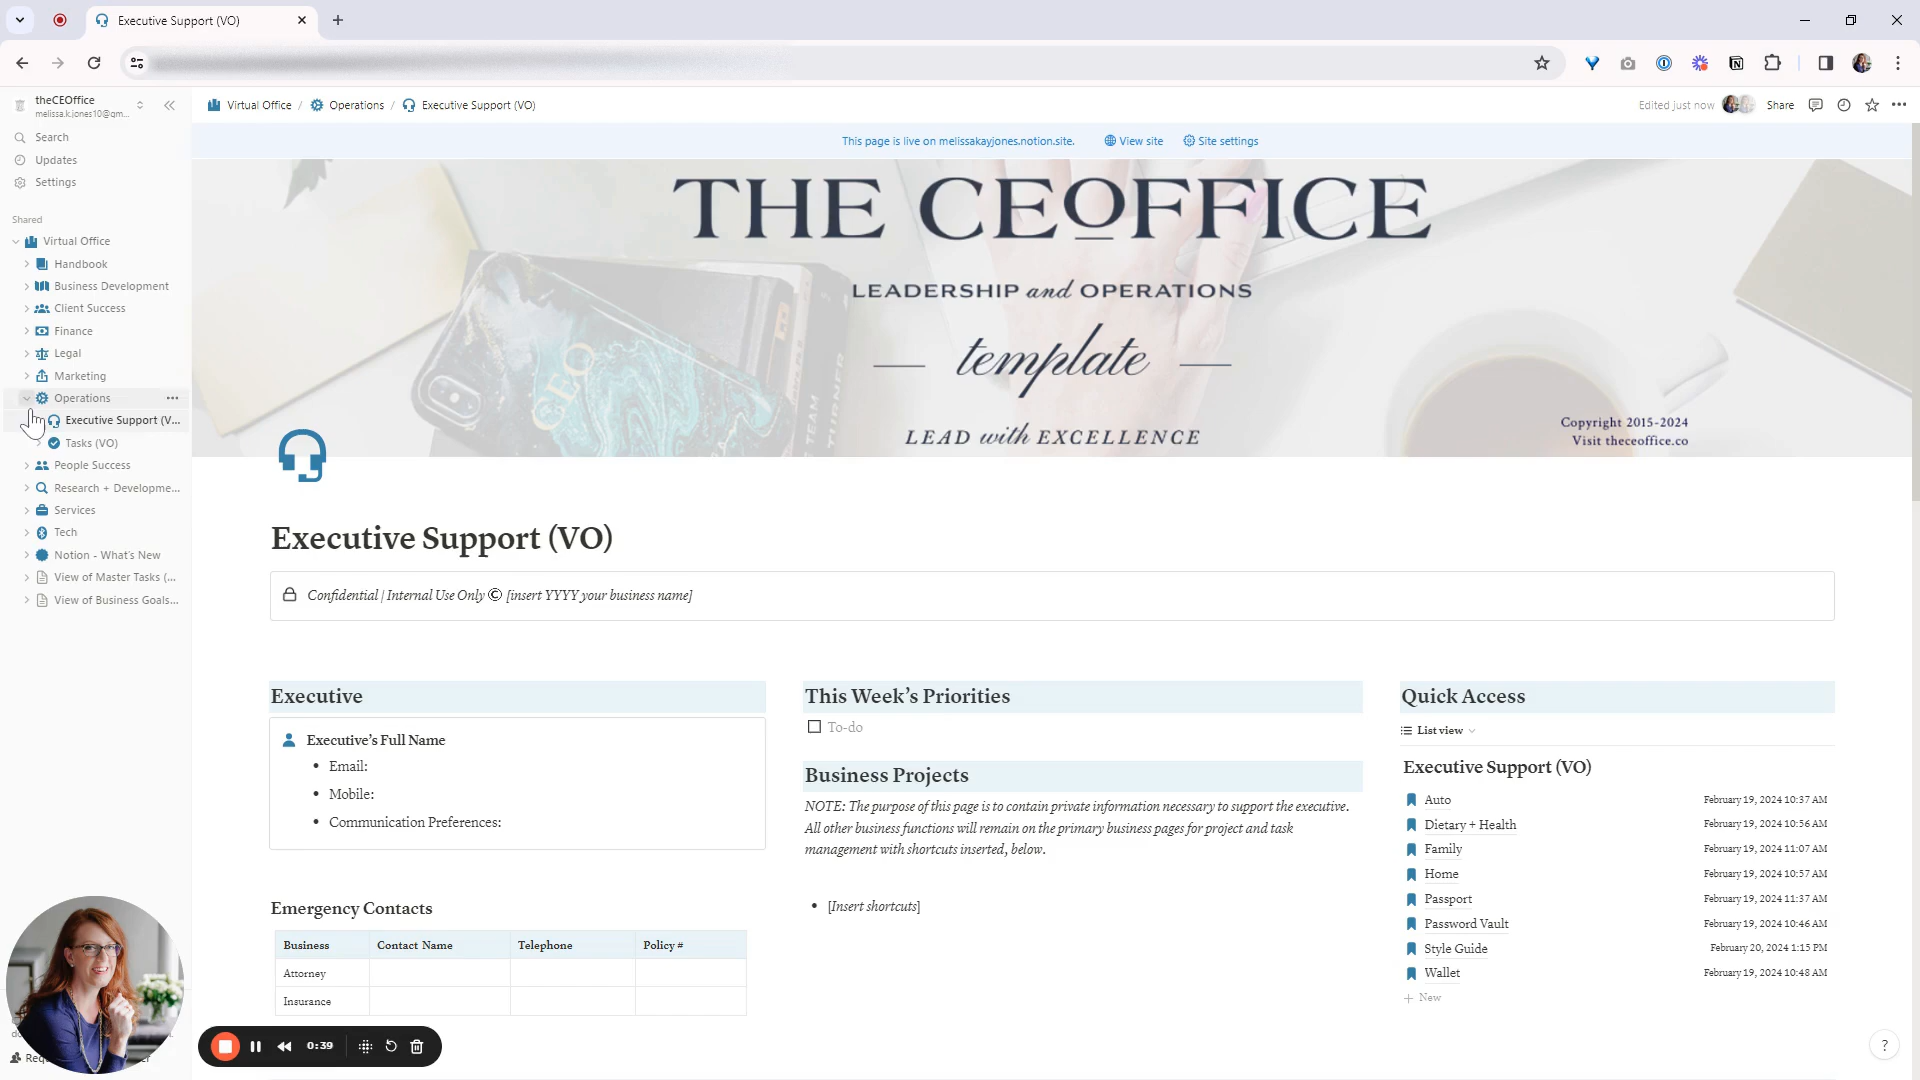 Executive Support (VO)
theCEOffice
melissa.k.jones10@gm...
Search
Updates
Settings
Shared
Virtual Office
Handbook
Business Development
Client Success
Finance
Legal
Marketing
Operations
Executive Support (V...
Tasks (VO)
People Success
Research + Developme...
Services
Tech
Notion - What's New
View of Master Tasks (...
View of Business Goals...
Virtual Office / Operations / Executive Support (VO)
Edited just now Share
This page is live on melissakayjones.notion.site. View site Site settings
THE CEOFFICE
LEADERSHIP and OPERATIONS
template
LEAD with EXCELLENCE
Copyright 2015-2024
Visit theceoffice.co
CEO
Executive Support (VO)
Confidential | Internal Use Only © [insert YYYY your business name]
Executive
Executive's Full Name
• Email:
• Mobile:
• Communication Preferences:
Emergency Contacts
Business Contact Name Telephone Policy #
Attorney
Insurance
This Week's Priorities
To-do
Business Projects
NOTE: The purpose of this page is to contain private information necessary to support the executive.
All other business functions will remain on the primary business pages for project and task
management with shortcuts inserted, below.
• [Insert shortcuts]
Quick Access
List view
Executive Support (VO)
Auto February 19, 2024 10:37 AM
Dietary + Health February 19, 2024 10:56 AM
Family February 19, 2024 11:07 AM
Home February 19, 2024 10:57 AM
Passport February 19, 2024 11:37 AM
Password Vault February 19, 2024 10:46 AM
Style Guide February 20, 2024 1:15 PM
Wallet February 19, 2024 10:48 AM
+ New
0:39
?